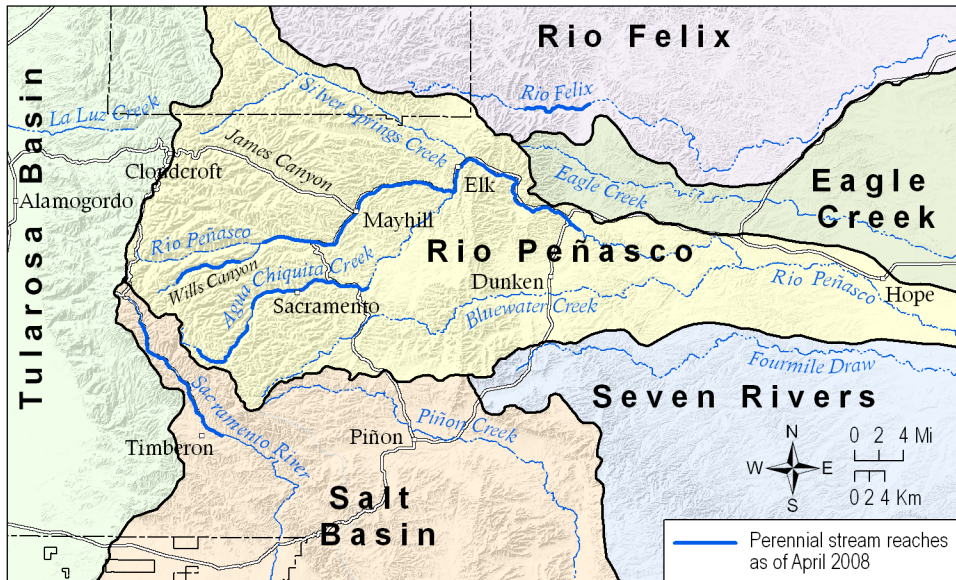 Rio Felix
Rio Felix
Tularosa Basin
La Luz Creek
Silver Springs Creek
James Canyon
Cloudcroft
Alamogordo
Elk
Eagle Creek
Eagle
Creek
Mayhill
Rio Peñasco
Rio Peñasco
Wills Canyon
Agua Chiquita Creek
Sacramento
Dunken
Rio Peñasco
Hope
Bluewater Creek
Fourmile Draw
Seven Rivers
Sacramento River
Timberon
Piñon
Piñon Creek
Salt
Basin
N
W E
S
0 2 4 Mi
0 2 4 Km
Perennial stream reaches
as of April 2008